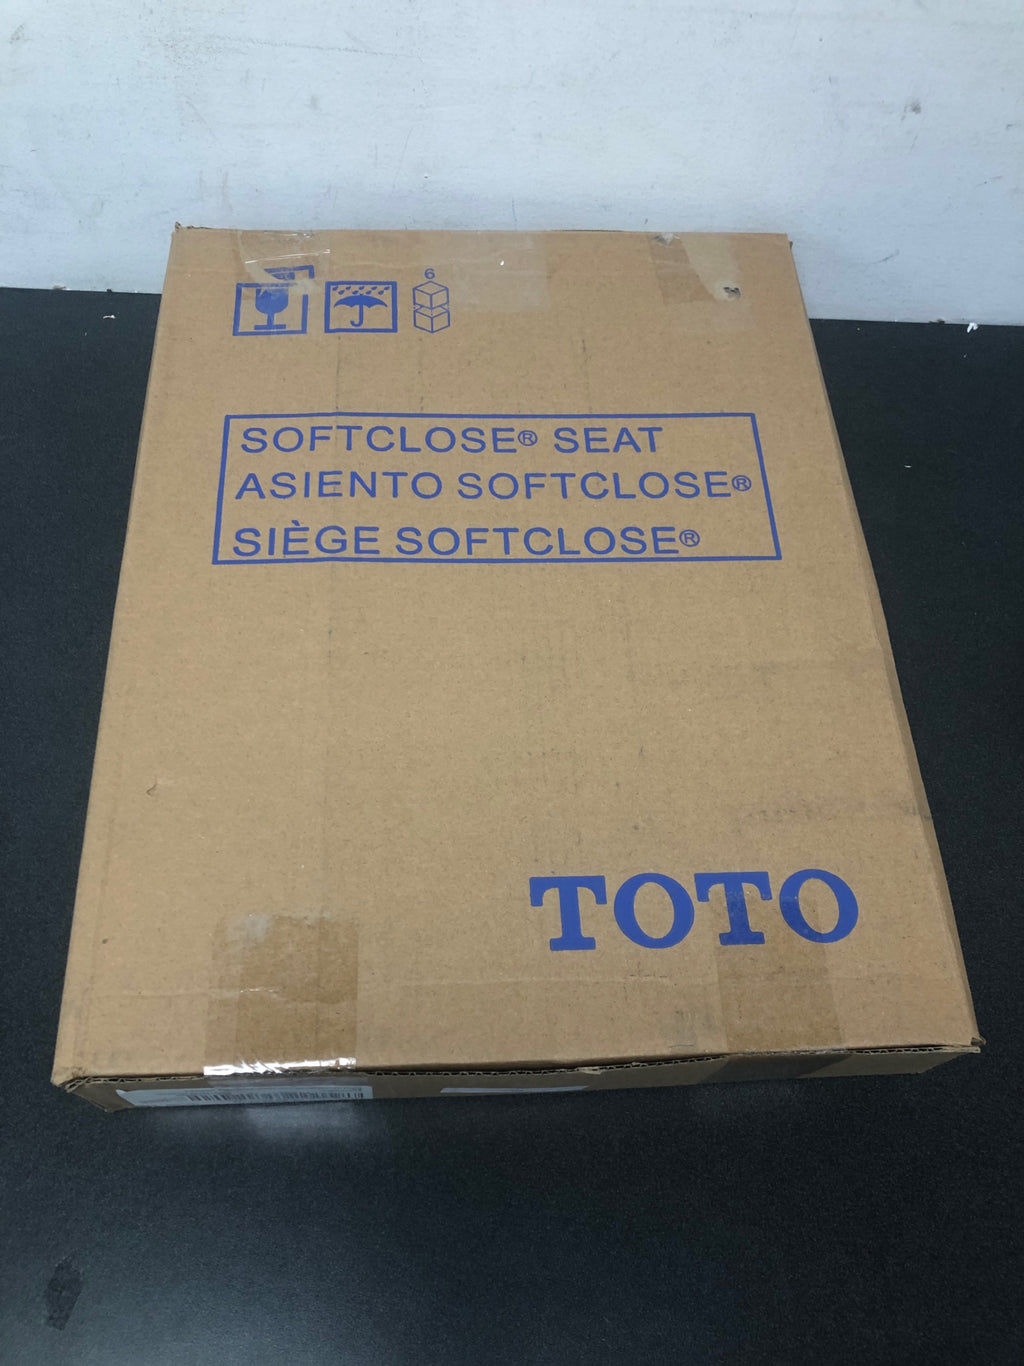 6
SOFTCLOSE® SEAT
ASIENTO SOFTCLOSE®
SIÈGE SOFTCLOSE®
TOTO